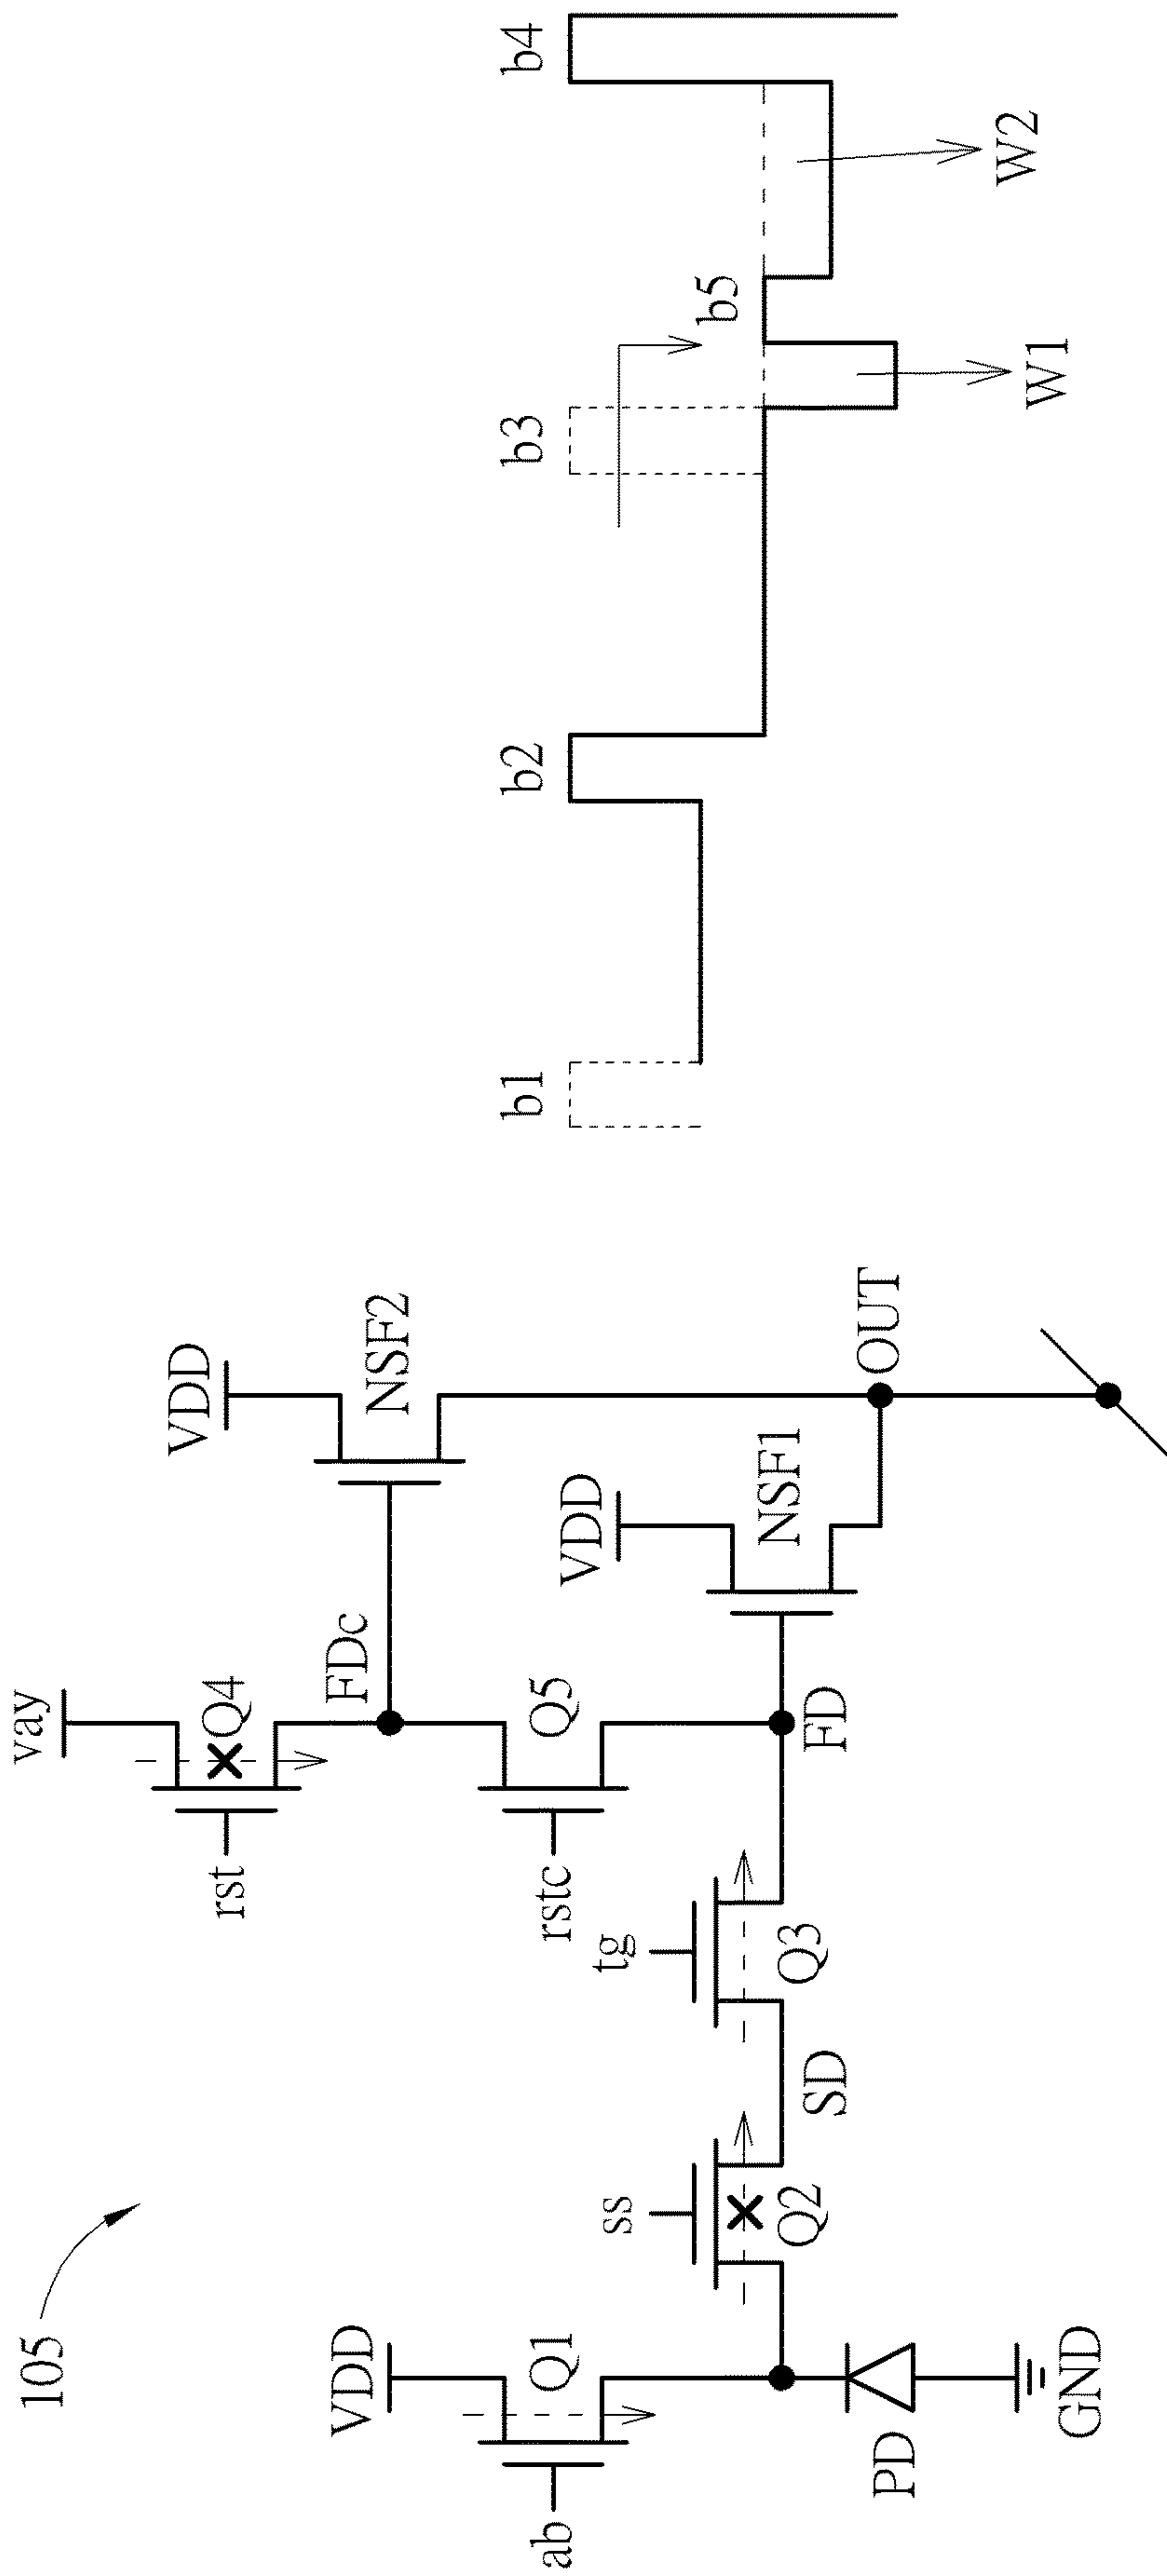 105
ab
VDD
Q1
PD
GND
ss
Q2
SD
tg
Q3
vay
rst
Q4
FDc
rstc
Q5
FD
VDD
NSF2
VDD
NSF1
OUT
b1
b2
b3
b5
b4
W1
W2